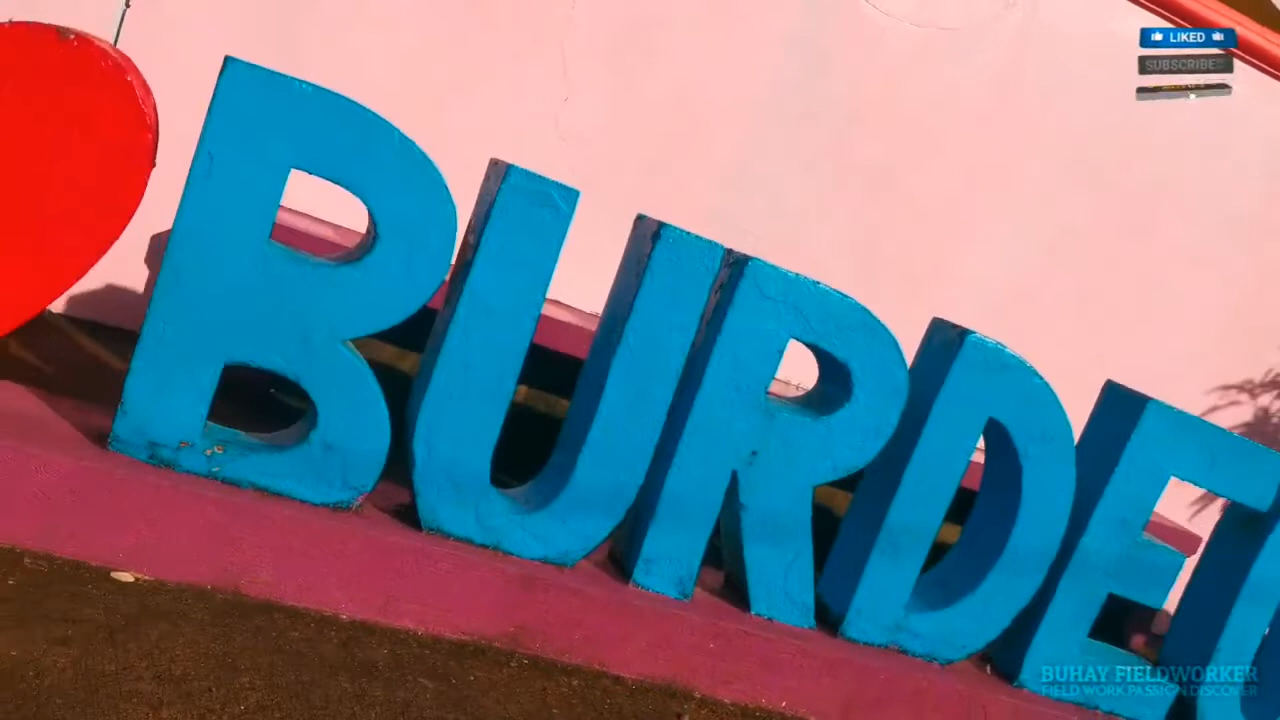 LIKED
SUBSCRIBE
BURDE
BUHAY FIELDWORKER
FIELD WORK.PASSION.DISCOVER